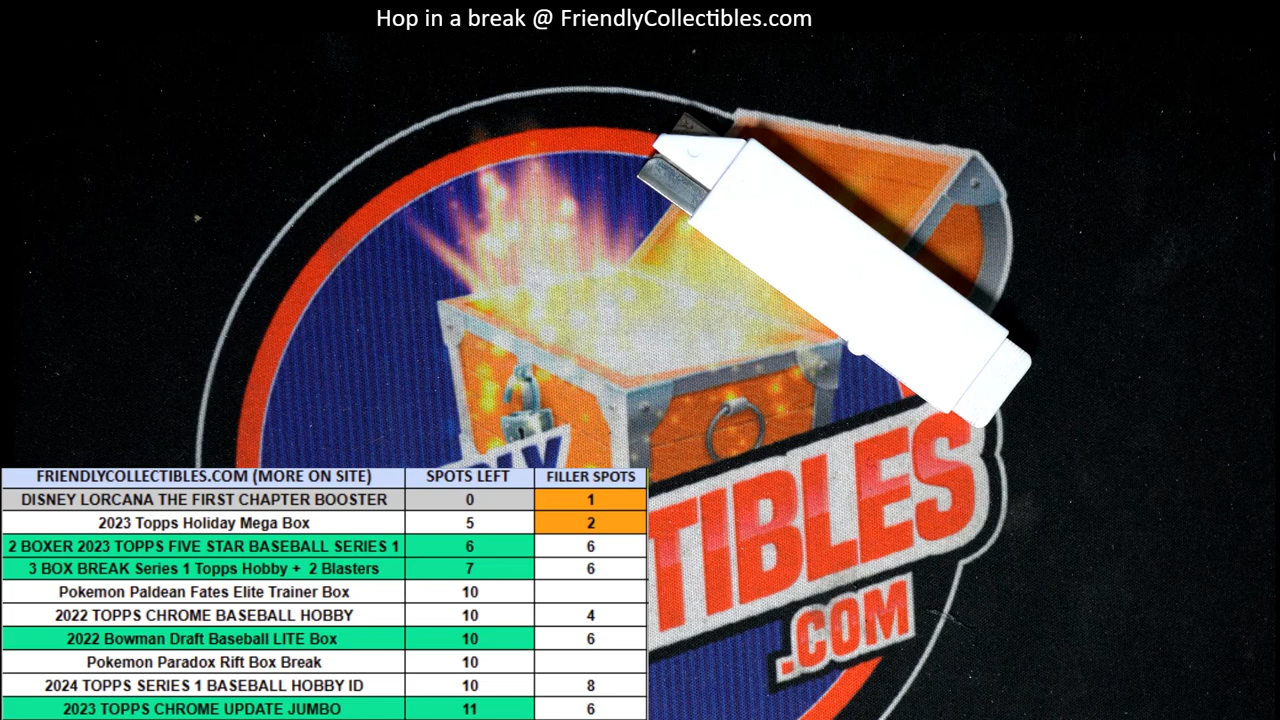 Hop in a break @ FriendlyCollectibles.com
TIBLES
.COM
FRIENDLYCOLLECTIBLES.COM (MORE ON SITE) SPOTS LEFT FILLER SPOTS
DISNEY LORCANA THE FIRST CHAPTER BOOSTER 0 1
2023 Topps Holiday Mega Box 5 2
2 BOXER 2023 TOPPS FIVE STAR BASEBALL SERIES 1 6 6
3 BOX BREAK Series 1 Topps Hobby + 2 Blasters 7 6
Pokemon Paldean Fates Elite Trainer Box 10
2022 TOPPS CHROME BASEBALL HOBBY 10 4
2022 Bowman Draft Baseball LITE Box 10 6
Pokemon Paradox Rift Box Break 10
2024 TOPPS SERIES 1 BASEBALL HOBBY ID 10 8
2023 TOPPS CHROME UPDATE JUMBO 11 6